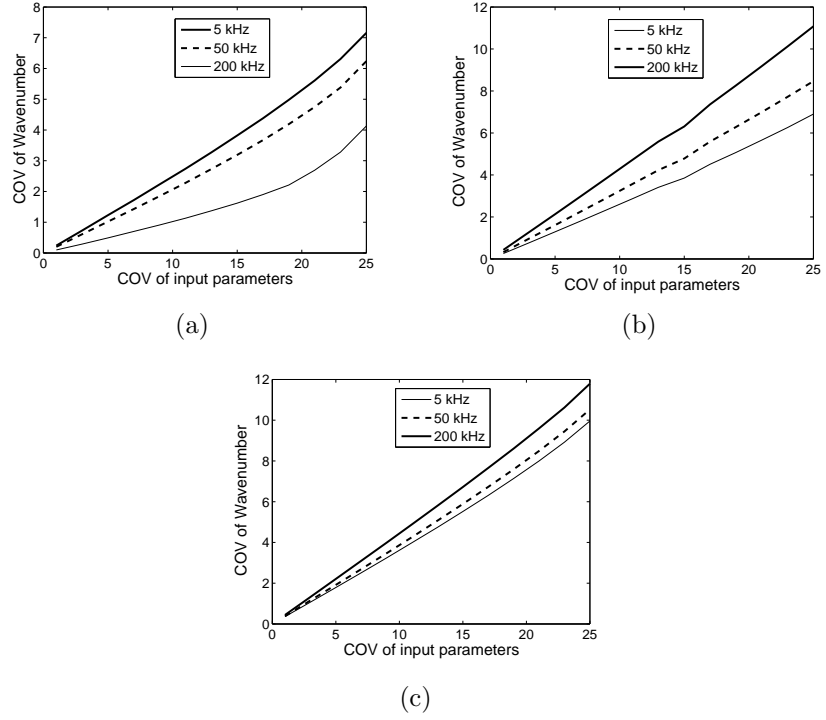 8
7
6
5
4
3
2
1
0
0 5 10 15 20 25
COV of Wavenumber
COV of input parameters
5 kHz
50 kHz
200 kHz
(a)
12
10
8
6
4
2
0
0 5 10 15 20 25
COV of Wavenumber
COV of input parameters
5 kHz
50 kHz
200 kHz
(b)
12
10
8
6
4
2
0
0 5 10 15 20 25
COV of Wavenumber
COV of input parameters
5 kHz
50 kHz
200 kHz
(c)